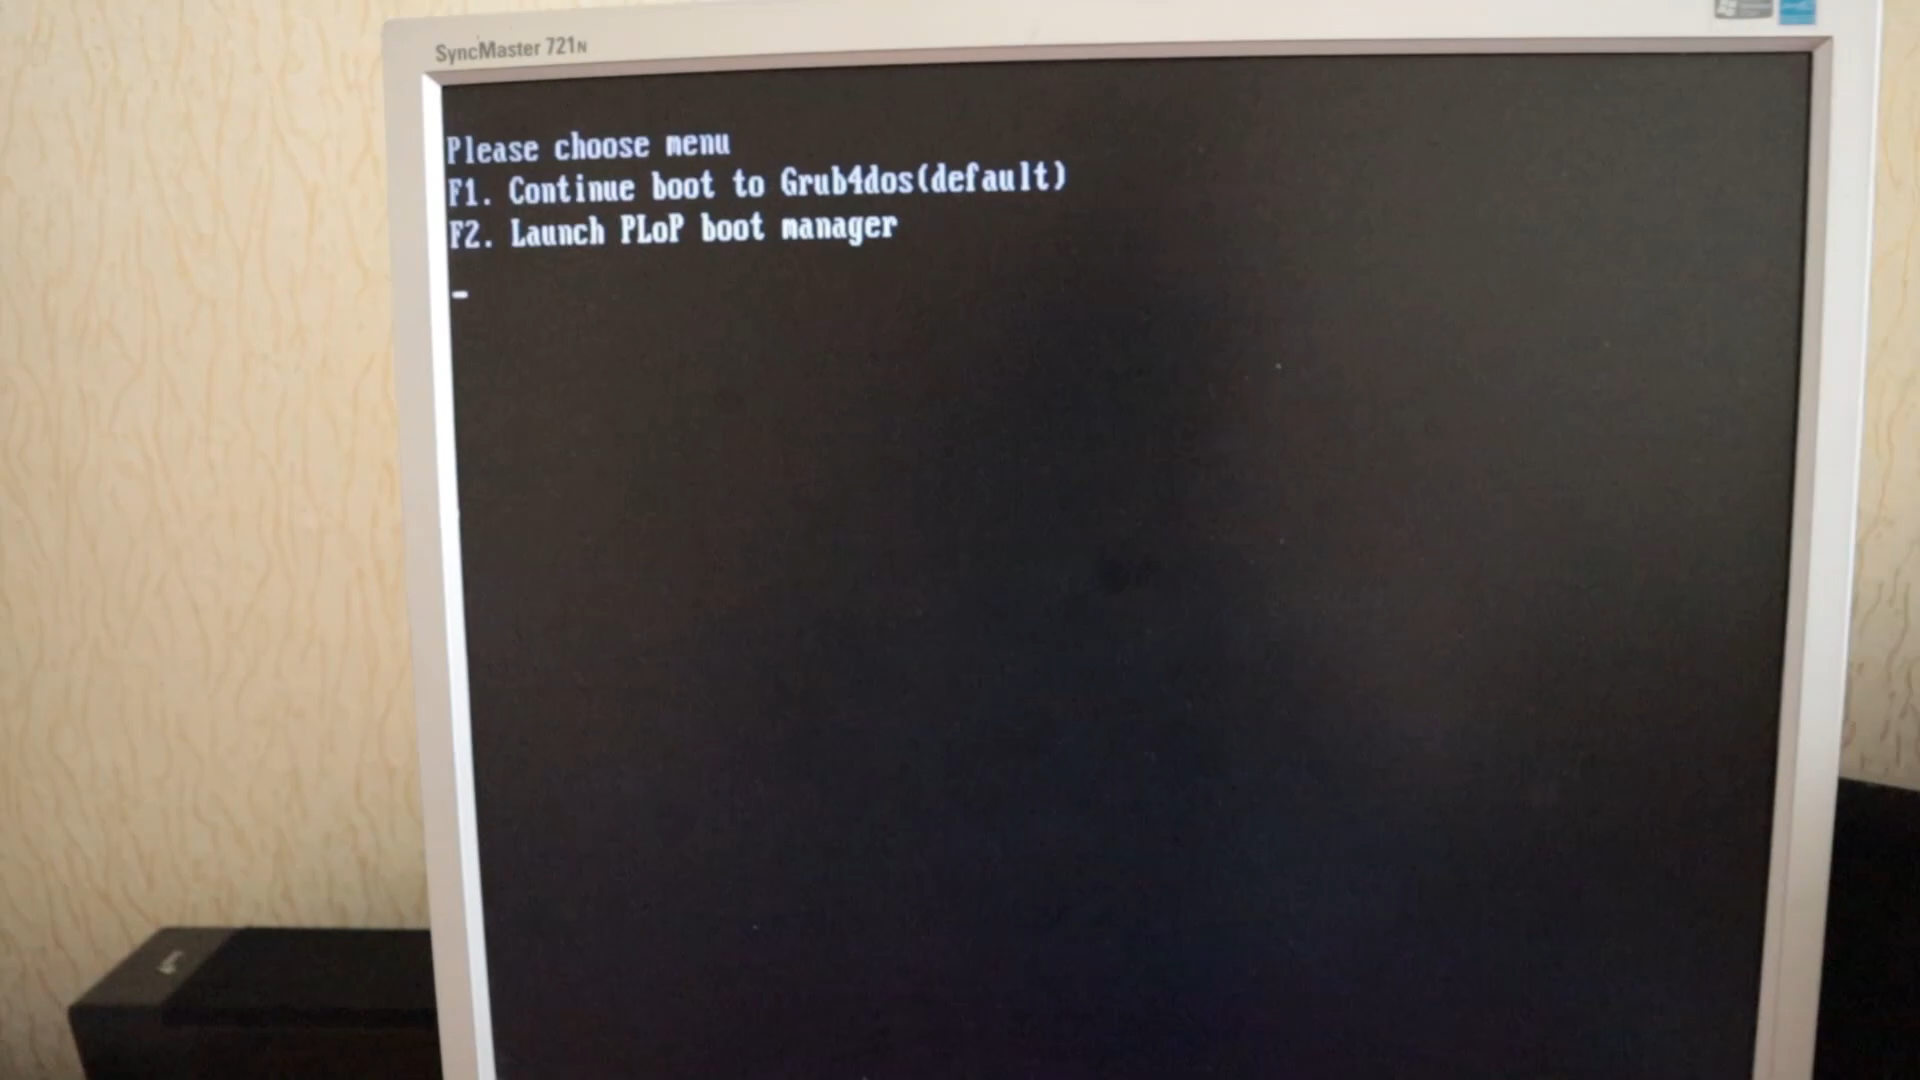 SyncMaster 721N
Please choose menu
F1. Continue boot to Grub4dos(default)
F2. Launch PLoP boot manager